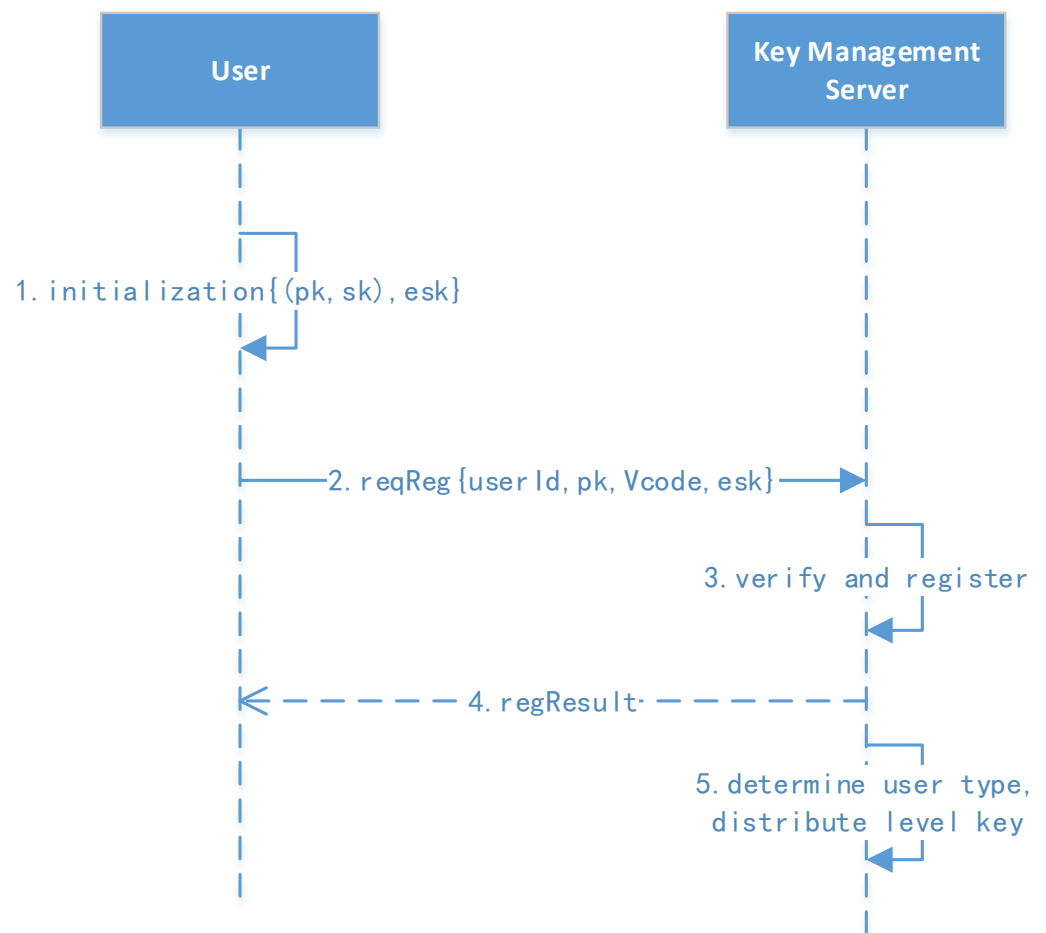 User
Key Management
Server
1.initialization{(pk,sk),esk}
2.reqReg{userId,pk,Vcode,esk}
3.verify and register
4.regResult
5.determine user type,
distribute level key